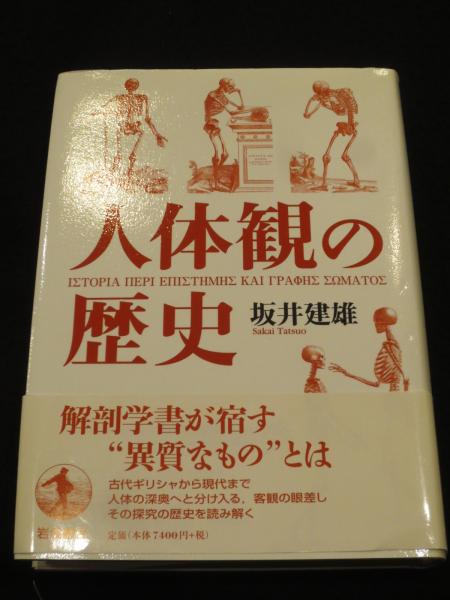 人体観の
ΙΣΤΟΡΙΑ ΠΕΡΙ ΕΠΙΣΤΗΜΗΣ ΚΑΙ ΓΡΑΦΗΣ ΣΩΜΑΤΟΣ
歴史
坂井建雄
Sakai Tatsuo
解剖学書が宿す
“異質なもの”とは
古代ギリシャから現代まで
人体の深奥へと分け入る，客観の眼差し
その探究の歴史を読み解く
定価（本体7400円+税）